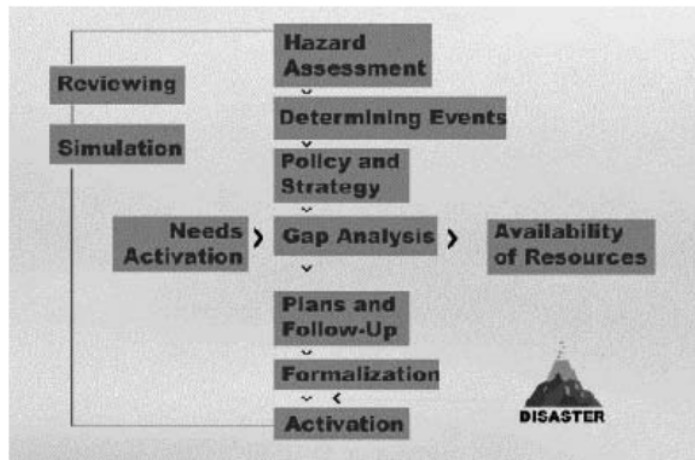 Hazard
Assessment
Reviewing
Determining Events
Simulation
Policy and
Strategy
Needs
Activation
Gap Analysis
Availability
of Resources
Plans and
Follow-Up
Formalization
DISASTER
Activation